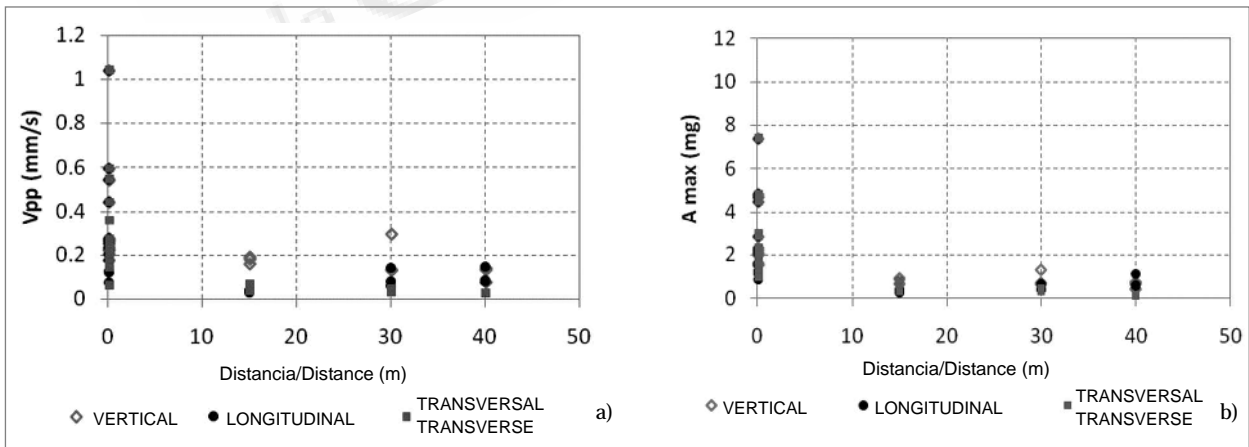 1.2
1
0.8
0.6
0.4
0.2
0
Vpp (mm/s)
0 10 20 30 40 50
Distancia/Distance (m)
VERTICAL LONGITUDINAL TRANSVERSAL
TRANSVERSE
a)
12
10
8
6
4
2
0
A max (mg)
0 10 20 30 40 50
Distancia/Distance (m)
VERTICAL LONGITUDINAL TRANSVERSAL
TRANSVERSE
b)